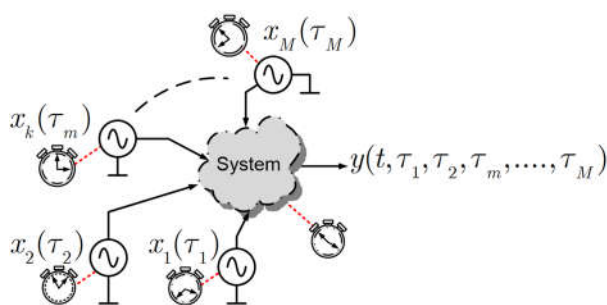 x_M(τ_M)
x_k(τ_m)
System
y(t, τ_1, τ_2, τ_m, ...., τ_M)
x_2(τ_2)
x_1(τ_1)